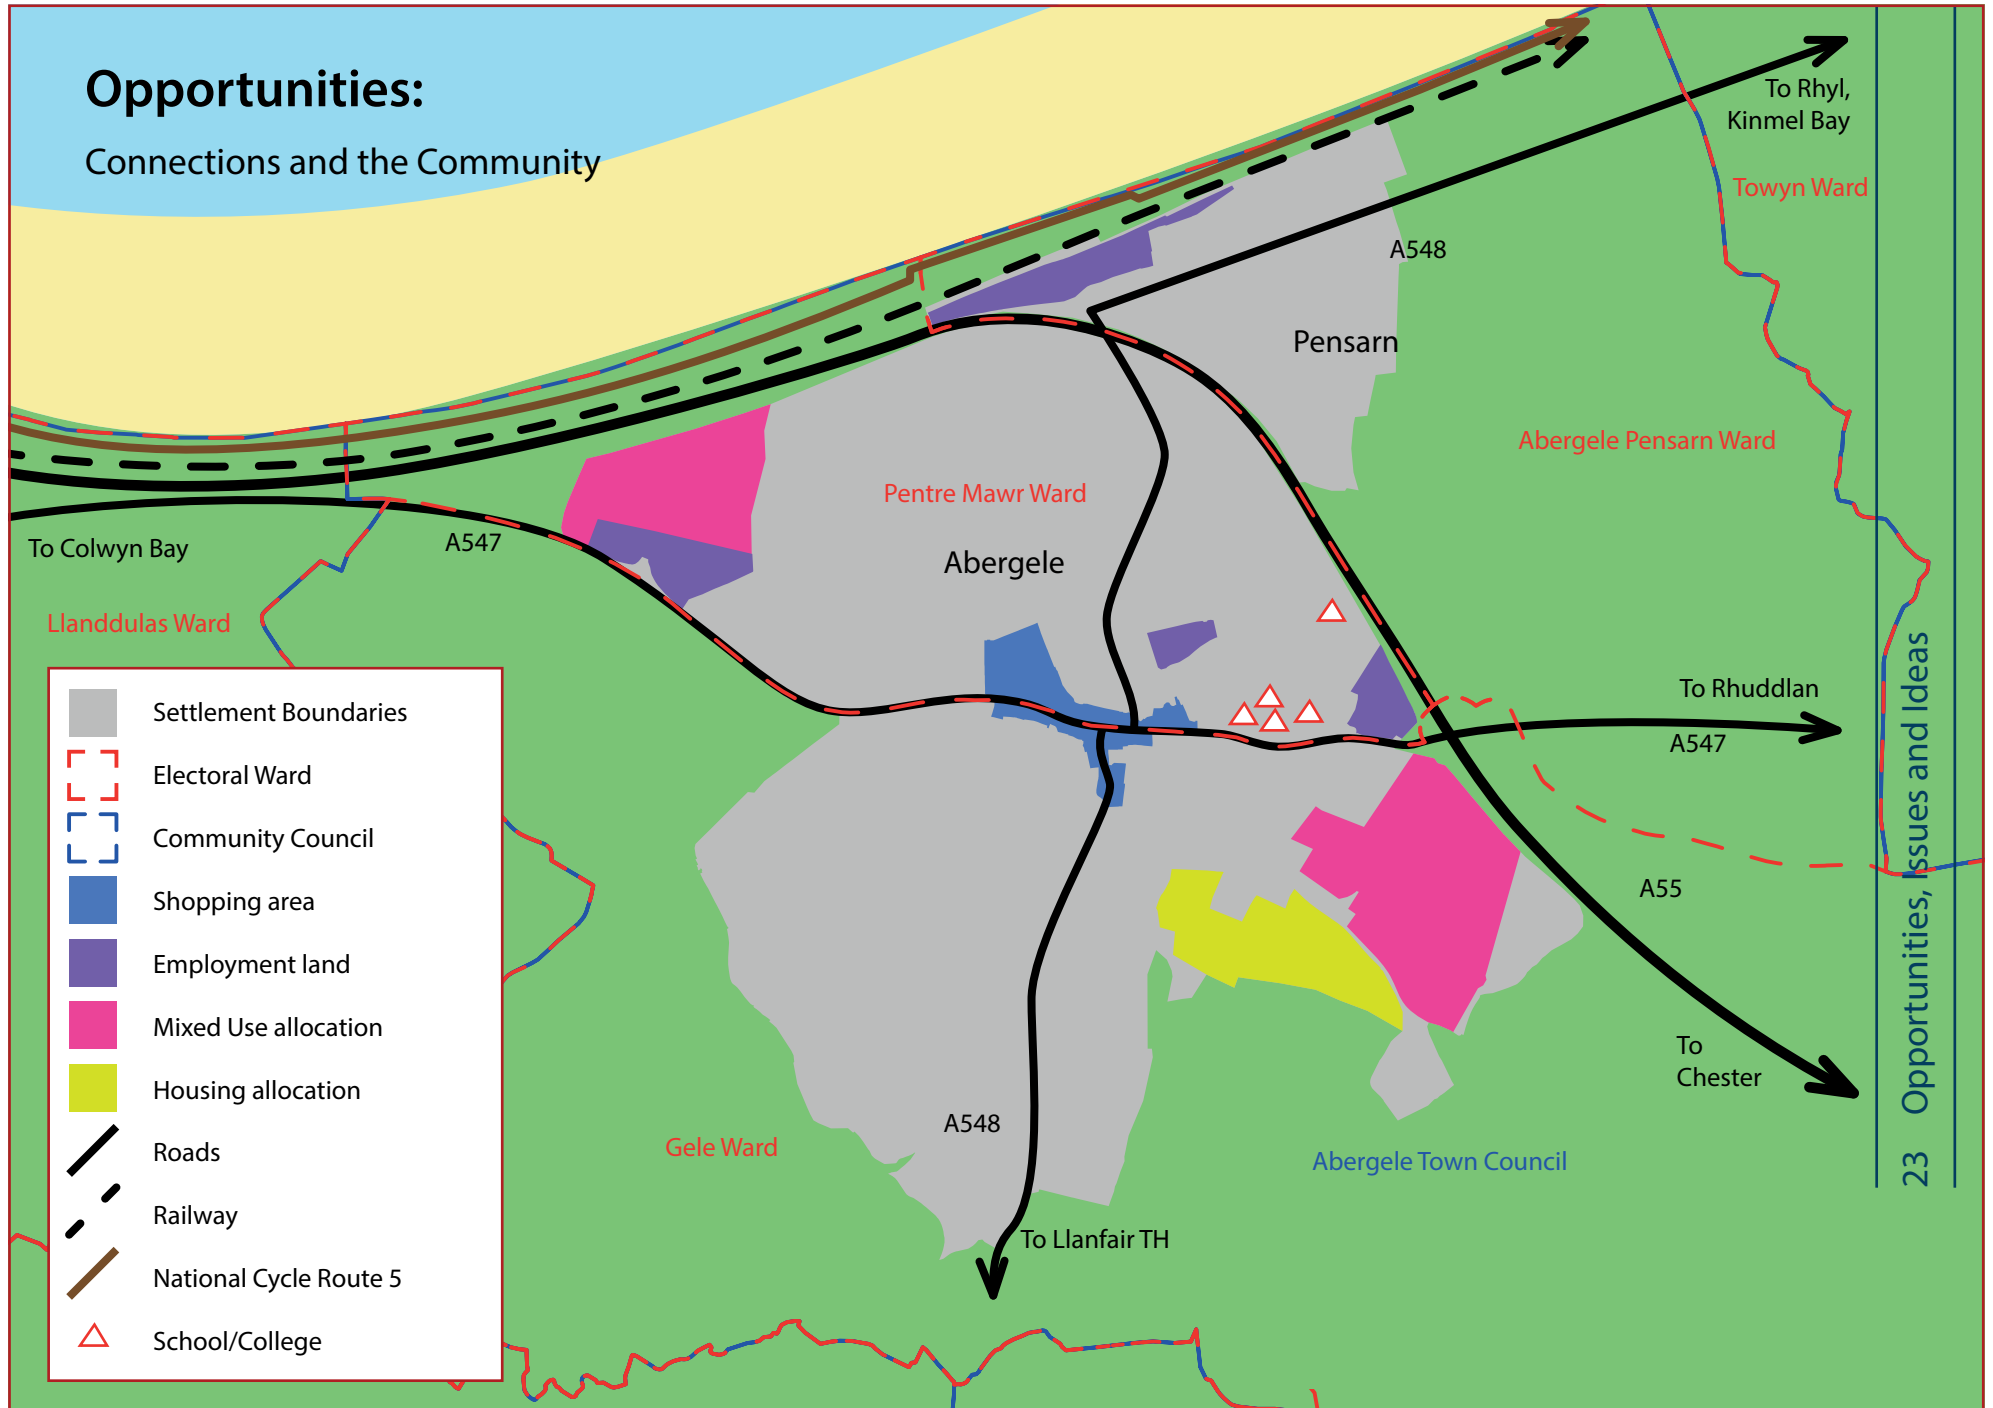 Opportunities:
Connections and the Community
To Rhyl,
Kinmel Bay
Towyn Ward
A548
Pensarn
Abergele Pensarn Ward
Pentre Mawr Ward
Abergele
To Colwyn Bay
A547
Llanddulas Ward
To Rhuddlan
A547
A55
To
Chester
A548
Gele Ward
Abergele Town Council
To Llanfair TH
Settlement Boundaries
Electoral Ward
Community Council
Shopping area
Employment land
Mixed Use allocation
Housing allocation
Roads
Railway
National Cycle Route 5
School/College
23 Opportunities, Issues and Ideas